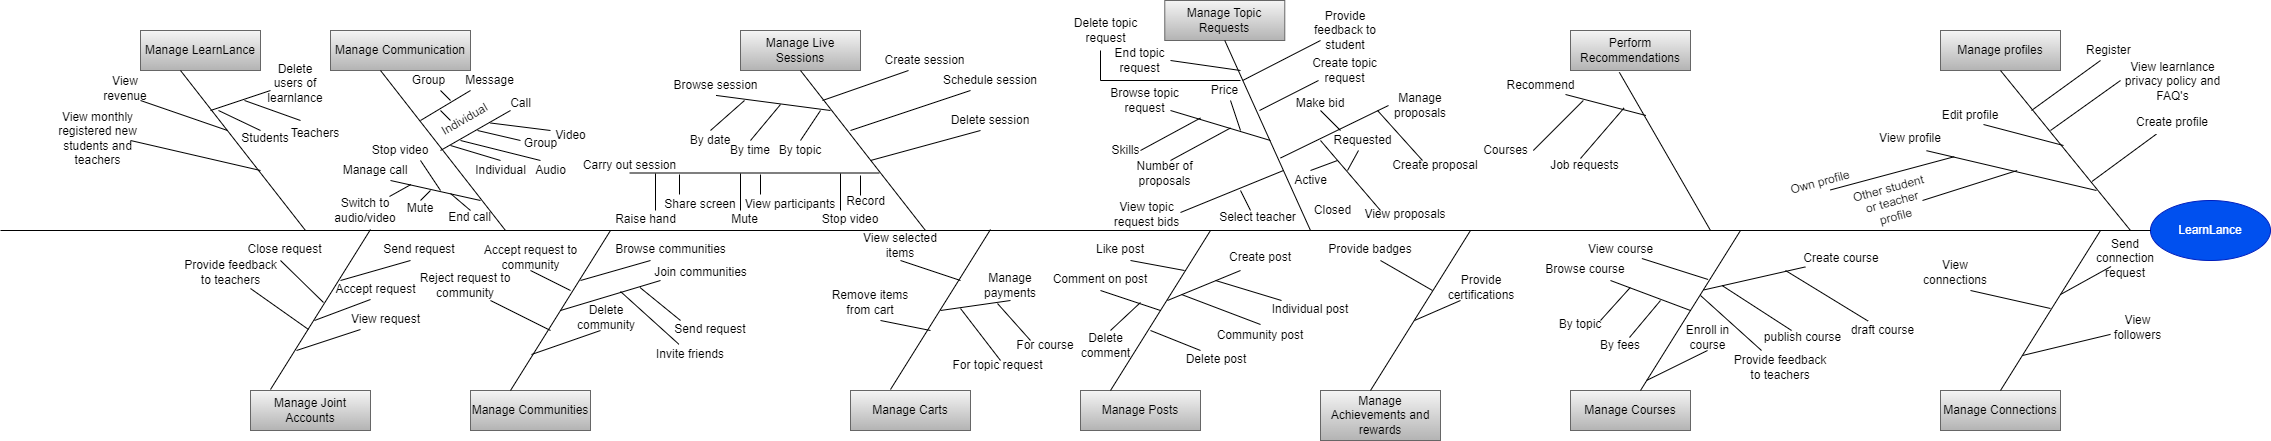 Manage LearnLance
View
revenue
View monthly
registered new
students and
teachers
Delete
users of
learnlance
Students
Teachers
Manage Communication
Group
Message
Individual
Call
Video
Group
Individual
Audio
Stop video
Manage call
Switch to
audio/video
Mute
End call
Manage Live
Sessions
Browse session
By date
By time
By topic
Create session
Schedule session
Delete session
Carry out session
Raise hand
Share screen
Mute
View participants
Stop video
Record
Manage Topic
Requests
Delete topic
request
End topic
request
Provide
feedback to
student
Create topic
request
Browse topic
request
Price
Skills
Number of
proposals
Make bid
Manage
proposals
Requested
Create proposal
Active
Closed
View proposals
View topic
request bids
Select teacher
Perform
Recommendations
Recommend
Courses
Job requests
Manage profiles
Register
View learnlance
privacy policy and
FAQ's
Edit profile
Create profile
View profile
Own profile
Other student
or teacher
profile
LearnLance
Close request
Send request
Provide feedback
to teachers
Accept request
View request
Manage Joint
Accounts
Accept request to
community
Browse communities
Reject request to
community
Join communities
Delete
community
Send request
Invite friends
Manage Communities
View selected
items
Remove items
from cart
Manage
payments
For course
For topic request
Manage Carts
Like post
Comment on post
Create post
Individual post
Community post
Delete
comment
Delete post
Manage Posts
Provide badges
Provide
certifications
Manage
Achievements and
rewards
View course
Browse course
By topic
By fees
Create course
draft course
publish course
Enroll in
course
Provide feedback
to teachers
Manage Courses
View
connections
Send
connection
request
View
followers
Manage Connections